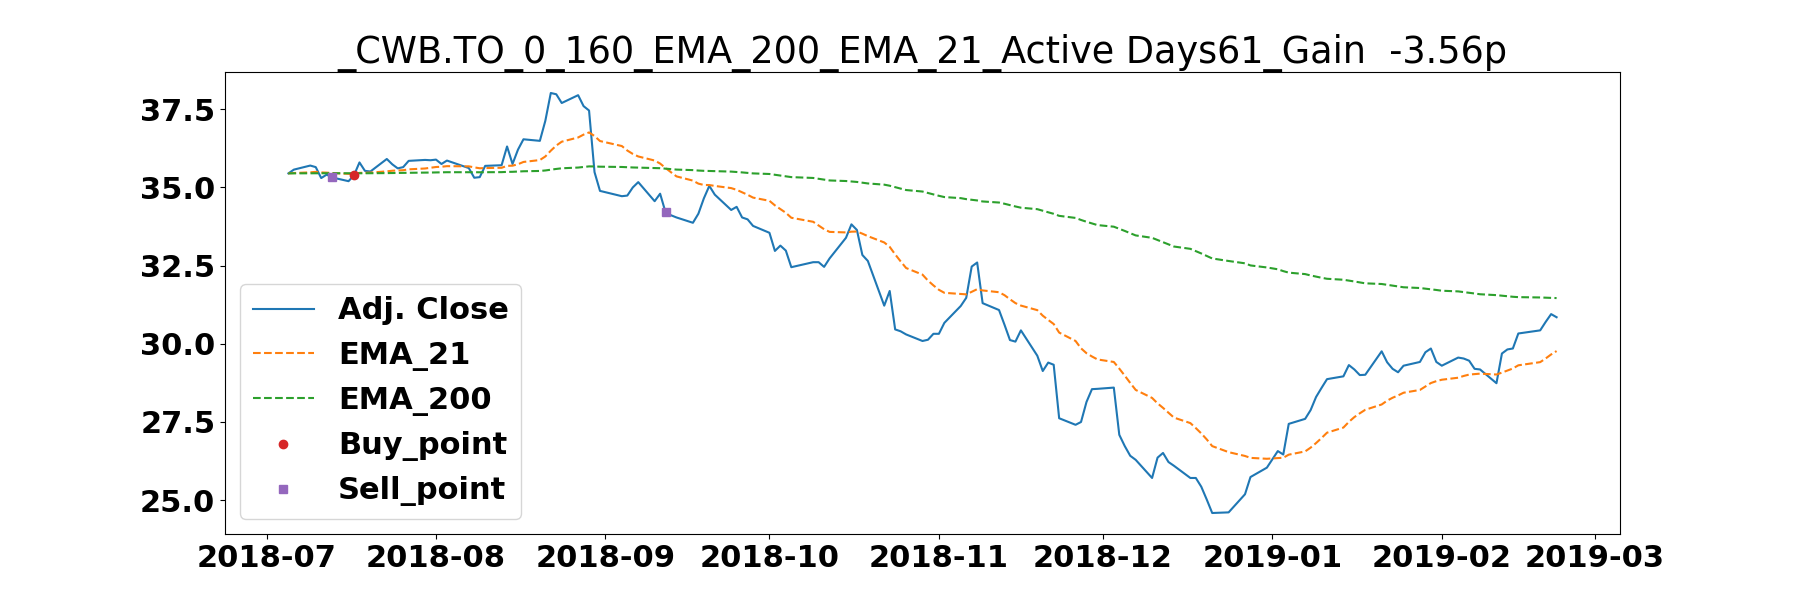 _CWB.TO_0_160_EMA_200_EMA_21_Active Days61_Gain  -3.56p
37.5
35.0
32.5
30.0
27.5
25.0
Adj. Close
EMA_21
EMA_200
Buy_point
Sell_point
2018-07 2018-08 2018-09 2018-10 2018-11 2018-12 2019-01 2019-02 2019-03